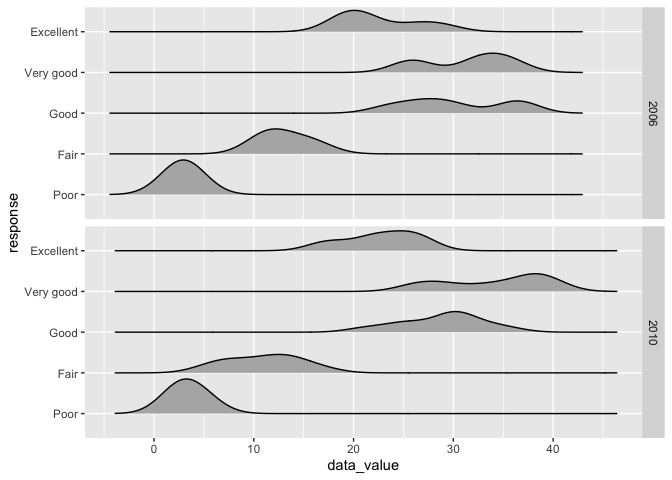 response
Excellent
Very good
Good
Fair
Poor
2006
Excellent
Very good
Good
Fair
Poor
2010
0 10 20 30 40
data_value